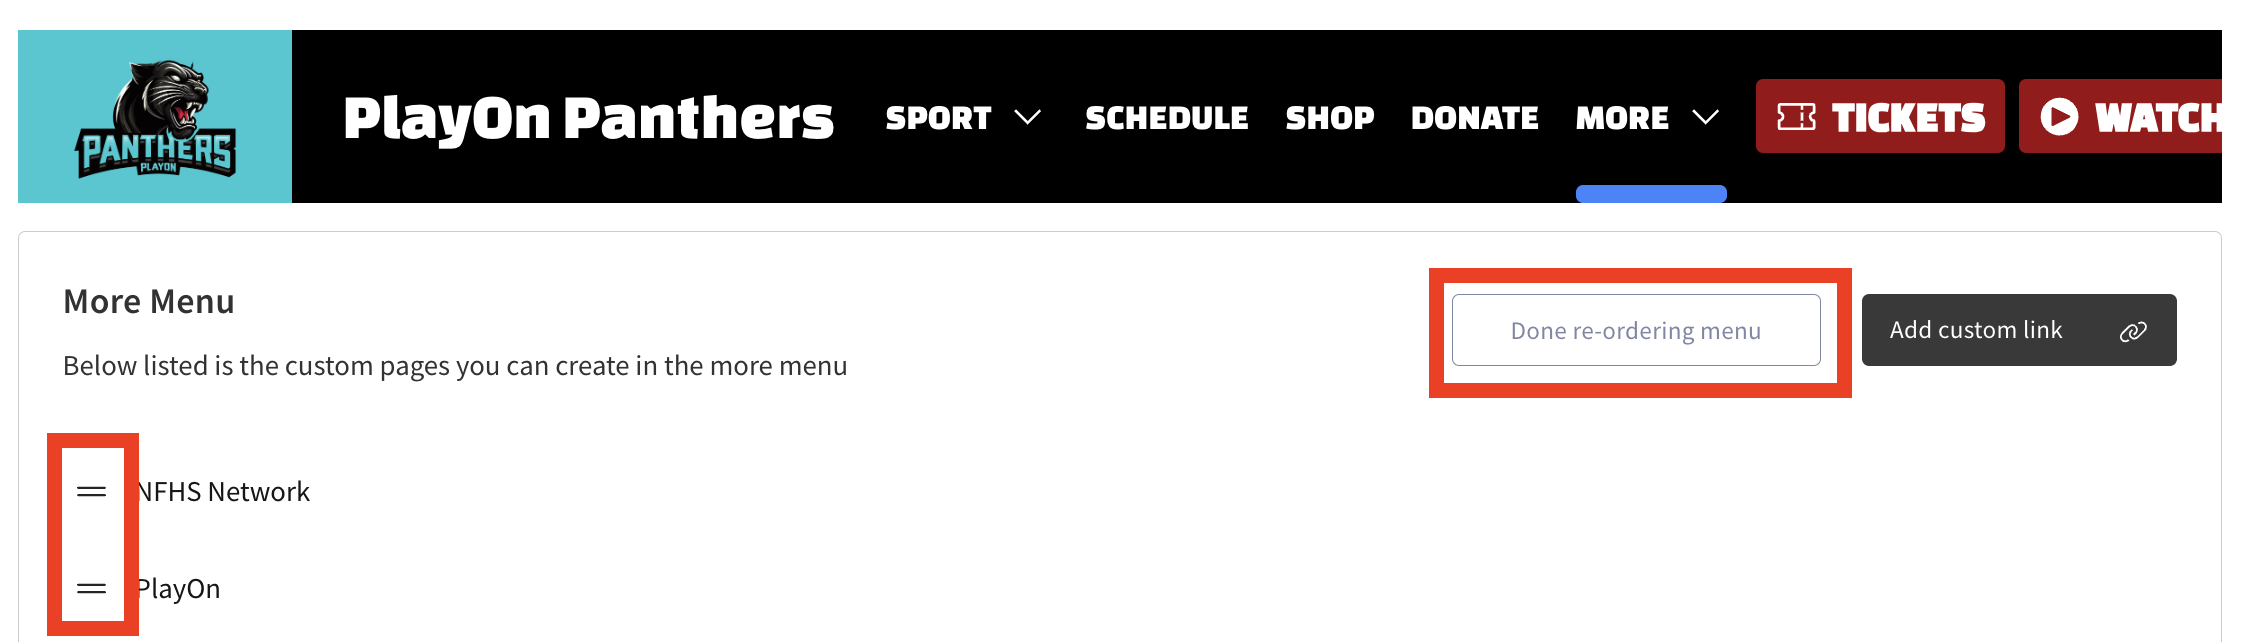 PANTHERS
PLAYON
PlayOn Panthers SPORT SCHEDULE SHOP DONATE MORE TICKETS WATCH
More Menu
Done re-ordering menu Add custom link
Below listed is the custom pages you can create in the more menu
NFHS Network
PlayOn